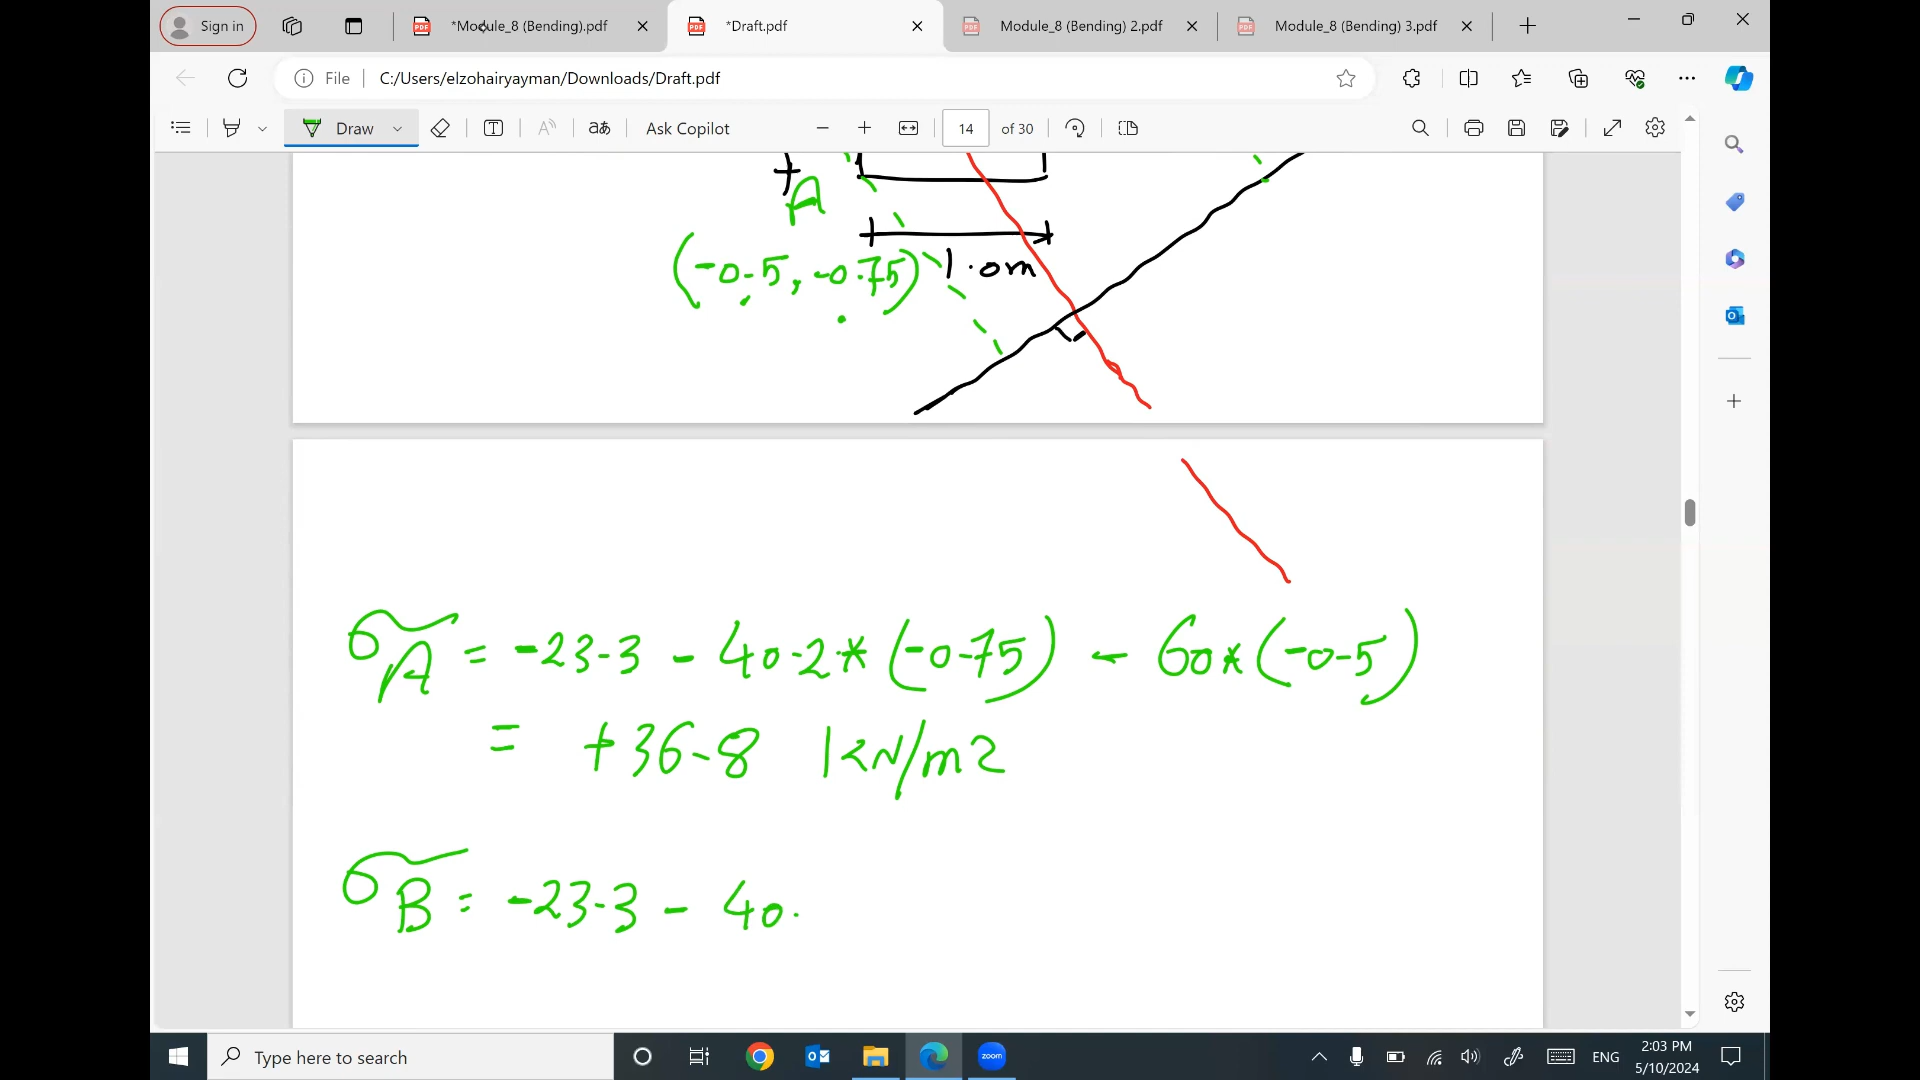 Sign in
*Module_8 (Bending).pdf
*Draft.pdf
Module_8 (Bending) 2.pdf
Module_8 (Bending) 3.pdf
File
C:/Users/elzohairyayman/Downloads/Draft.pdf
Draw
Ask Copilot
14
of 30
A
(-0.5, -0.75)
1.0m
σA = -23.3 - 40.2*(-0.75) - 60*(-0.5)
= +36.8 kN/m2
σB = -23.3 - 40.
Type here to search
zoom
ENG
2:03 PM
5/10/2024